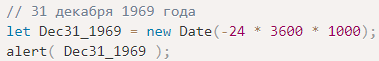 // 31 декабря 1969 года
let Dec31_1969 = new Date(-24 * 3600 * 1000);
alert( Dec31_1969 );